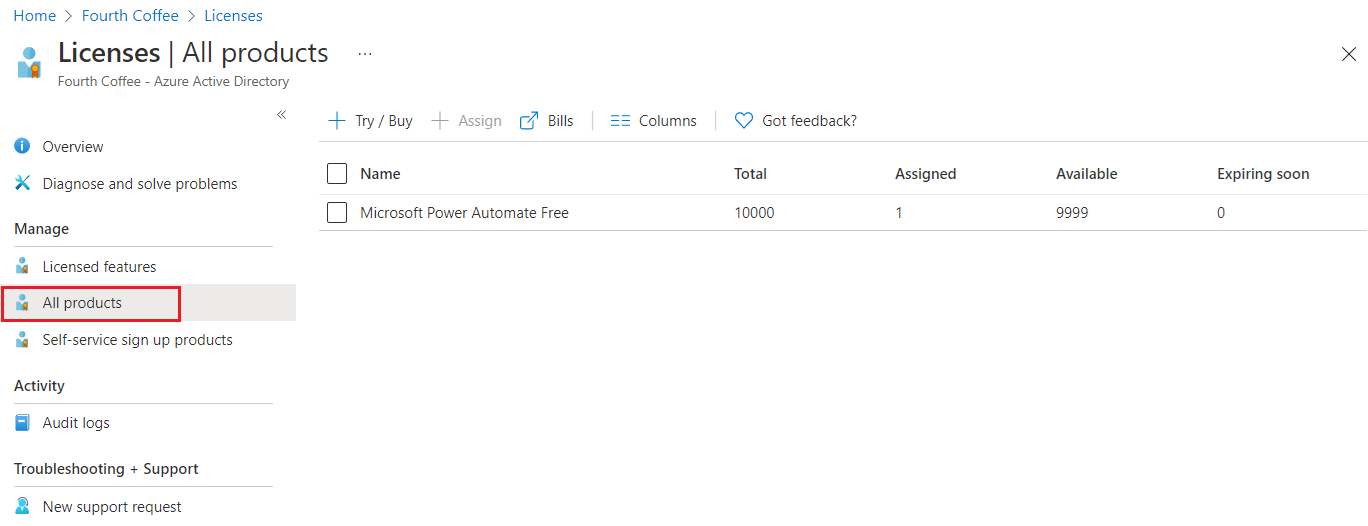 Home > Fourth Coffee > Licenses
Licenses | All products ...
Fourth Coffee - Azure Active Directory
«
Overview
Diagnose and solve problems
Manage
Licensed features
All products
Self-service sign up products
Activity
Audit logs
Troubleshooting + Support
New support request
Try / Buy Assign Bills Columns Got feedback?
Name Total Assigned Available Expiring soon
Microsoft Power Automate Free 10000 1 9999 0